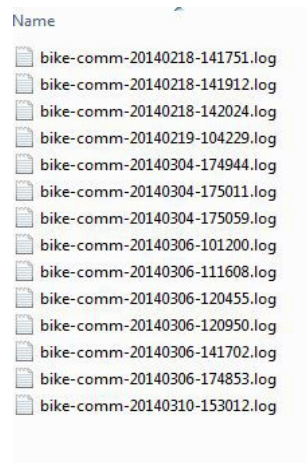 Name
bike-comm-20140218-141751.log
bike-comm-20140218-141912.log
bike-comm-20140218-142024.log
bike-comm-20140219-104229.log
bike-comm-20140304-174944.log
bike-comm-20140304-175011.log
bike-comm-20140304-175059.log
bike-comm-20140306-101200.log
bike-comm-20140306-111608.log
bike-comm-20140306-120455.log
bike-comm-20140306-120950.log
bike-comm-20140306-141702.log
bike-comm-20140306-174853.log
bike-comm-20140310-153012.log